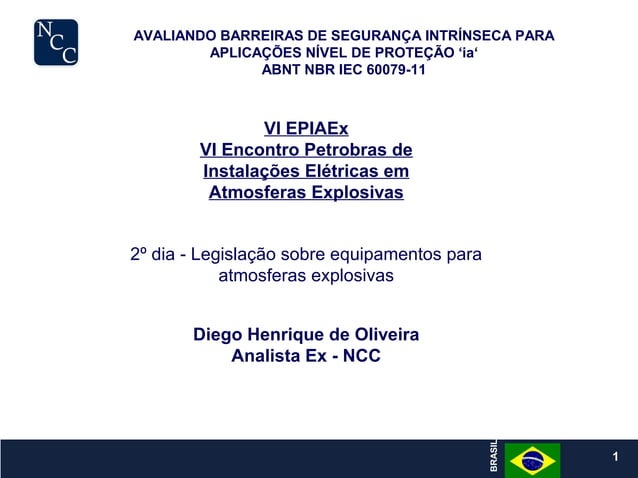 NCC
AVALIANDO BARREIRAS DE SEGURANÇA INTRÍNSECA PARA
APLICAÇÕES NÍVEL DE PROTEÇÃO ‘ia‘
ABNT NBR IEC 60079-11
VI EPIAEx
VI Encontro Petrobras de
Instalações Elétricas em
Atmosferas Explosivas
2º dia - Legislação sobre equipamentos para
atmosferas explosivas
Diego Henrique de Oliveira
Analista Ex - NCC
BRASIL
1